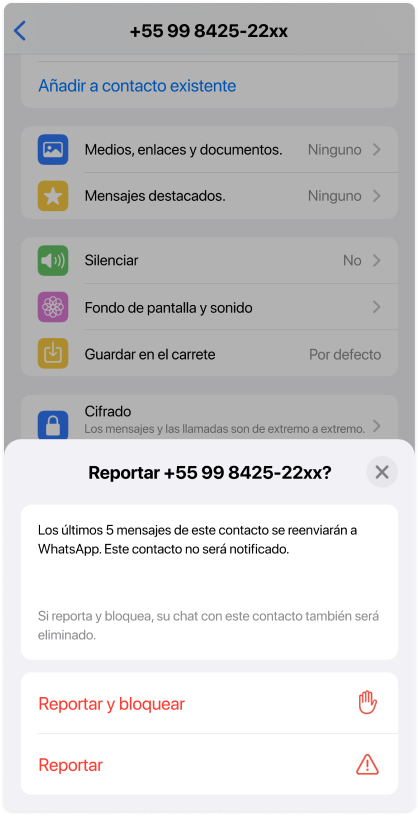 +55 99 8425-22xx
Añadir a contacto existente
Medios, enlaces y documentos. Ninguno
Mensajes destacados. Ninguno
Silenciar No
Fondo de pantalla y sonido
Guardar en el carrete Por defecto
Cifrado
Los mensajes y las llamadas son de extremo a extremo.
Reportar +55 99 8425-22xx?
Los últimos 5 mensajes de este contacto se reenviarán a
WhatsApp. Este contacto no será notificado.
Si reporta y bloquea, su chat con este contacto también será
eliminado.
Reportar y bloquear
Reportar